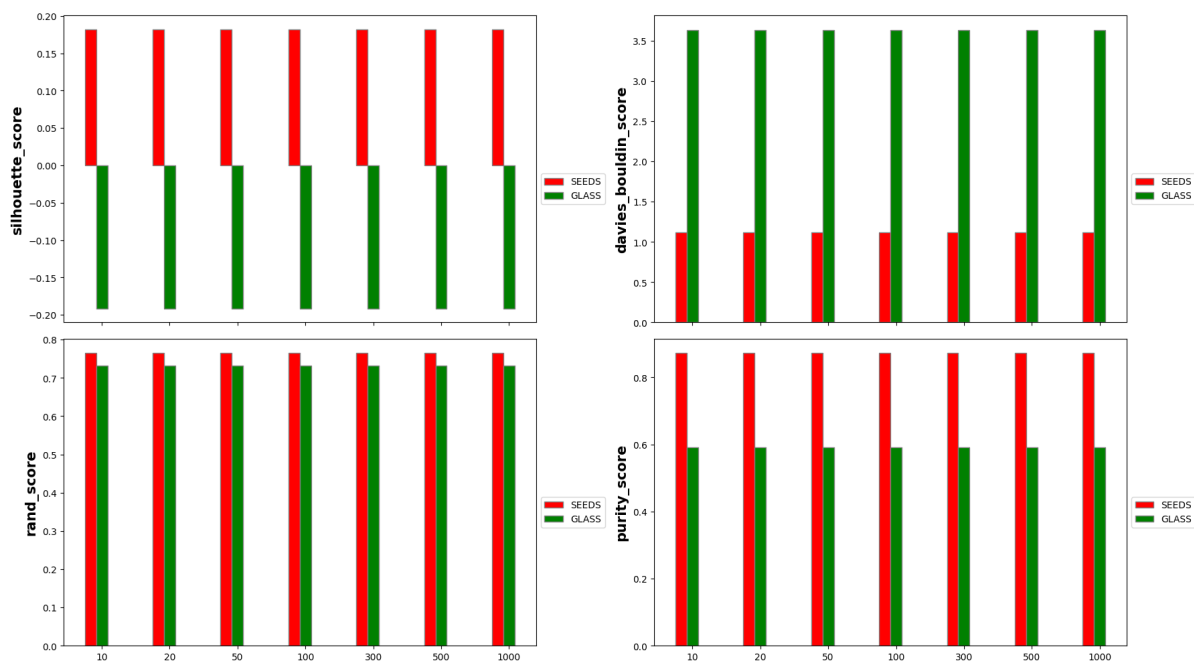 silhouette_score
0.20
0.15
0.10
0.05
0.00
−0.05
−0.10
−0.15
−0.20
SEEDS
GLASS
davies_bouldin_score
3.5
3.0
2.5
2.0
1.5
1.0
0.5
0.0
SEEDS
GLASS
rand_score
0.8
0.7
0.6
0.5
0.4
0.3
0.2
0.1
0.0
10 20 50 100 300 500 1000
SEEDS
GLASS
purity_score
0.8
0.6
0.4
0.2
0.0
10 20 50 100 300 500 1000
SEEDS
GLASS